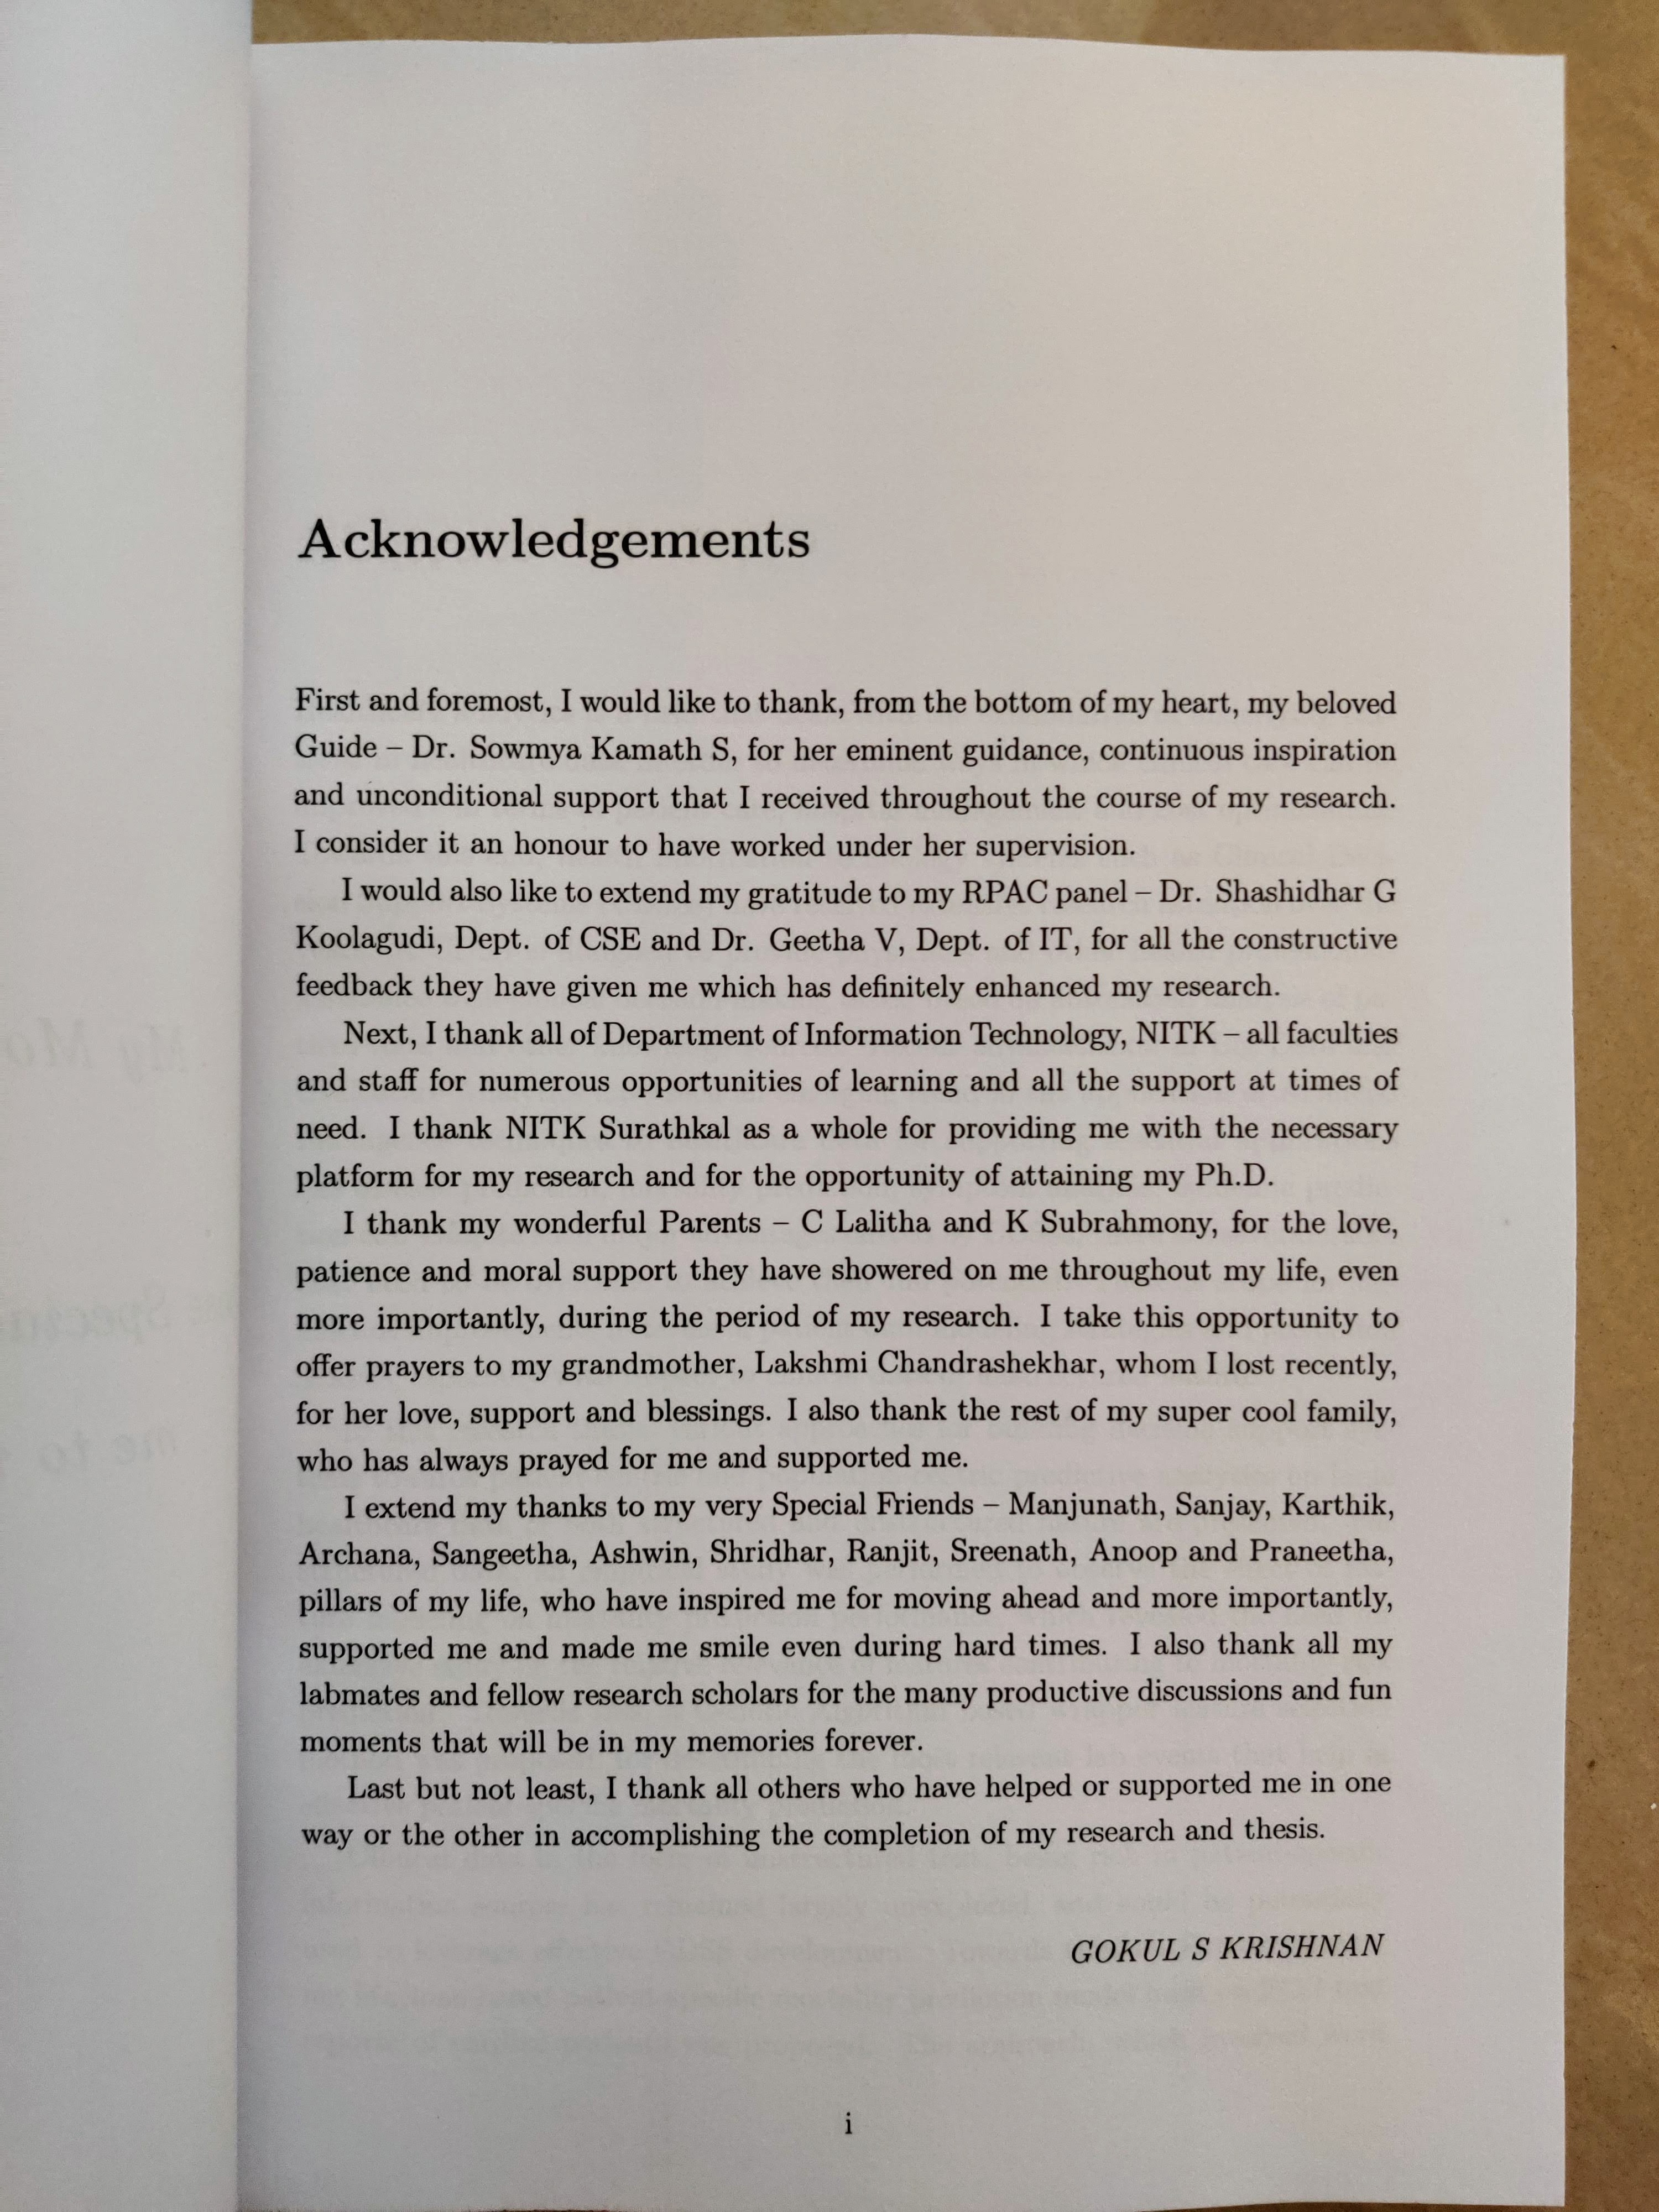 Acknowledgements
First and foremost, I would like to thank, from the bottom of my heart, my beloved
Guide – Dr. Sowmya Kamath S, for her eminent guidance, continuous inspiration
and unconditional support that I received throughout the course of my research.
I consider it an honour to have worked under her supervision.
I would also like to extend my gratitude to my RPAC panel – Dr. Shashidhar G
Koolagudi, Dept. of CSE and Dr. Geetha V, Dept. of IT, for all the constructive
feedback they have given me which has definitely enhanced my research.
Next, I thank all of Department of Information Technology, NITK – all faculties
and staff for numerous opportunities of learning and all the support at times of
need. I thank NITK Surathkal as a whole for providing me with the necessary
platform for my research and for the opportunity of attaining my Ph.D.
I thank my wonderful Parents – C Lalitha and K Subrahmony, for the love,
patience and moral support they have showered on me throughout my life, even
more importantly, during the period of my research. I take this opportunity to
offer prayers to my grandmother, Lakshmi Chandrashekhar, whom I lost recently,
for her love, support and blessings. I also thank the rest of my super cool family,
who has always prayed for me and supported me.
I extend my thanks to my very Special Friends – Manjunath, Sanjay, Karthik,
Archana, Sangeetha, Ashwin, Shridhar, Ranjit, Sreenath, Anoop and Praneetha,
pillars of my life, who have inspired me for moving ahead and more importantly,
supported me and made me smile even during hard times. I also thank all my
labmates and fellow research scholars for the many productive discussions and fun
moments that will be in my memories forever.
Last but not least, I thank all others who have helped or supported me in one
way or the other in accomplishing the completion of my research and thesis.
GOKUL S KRISHNAN
i